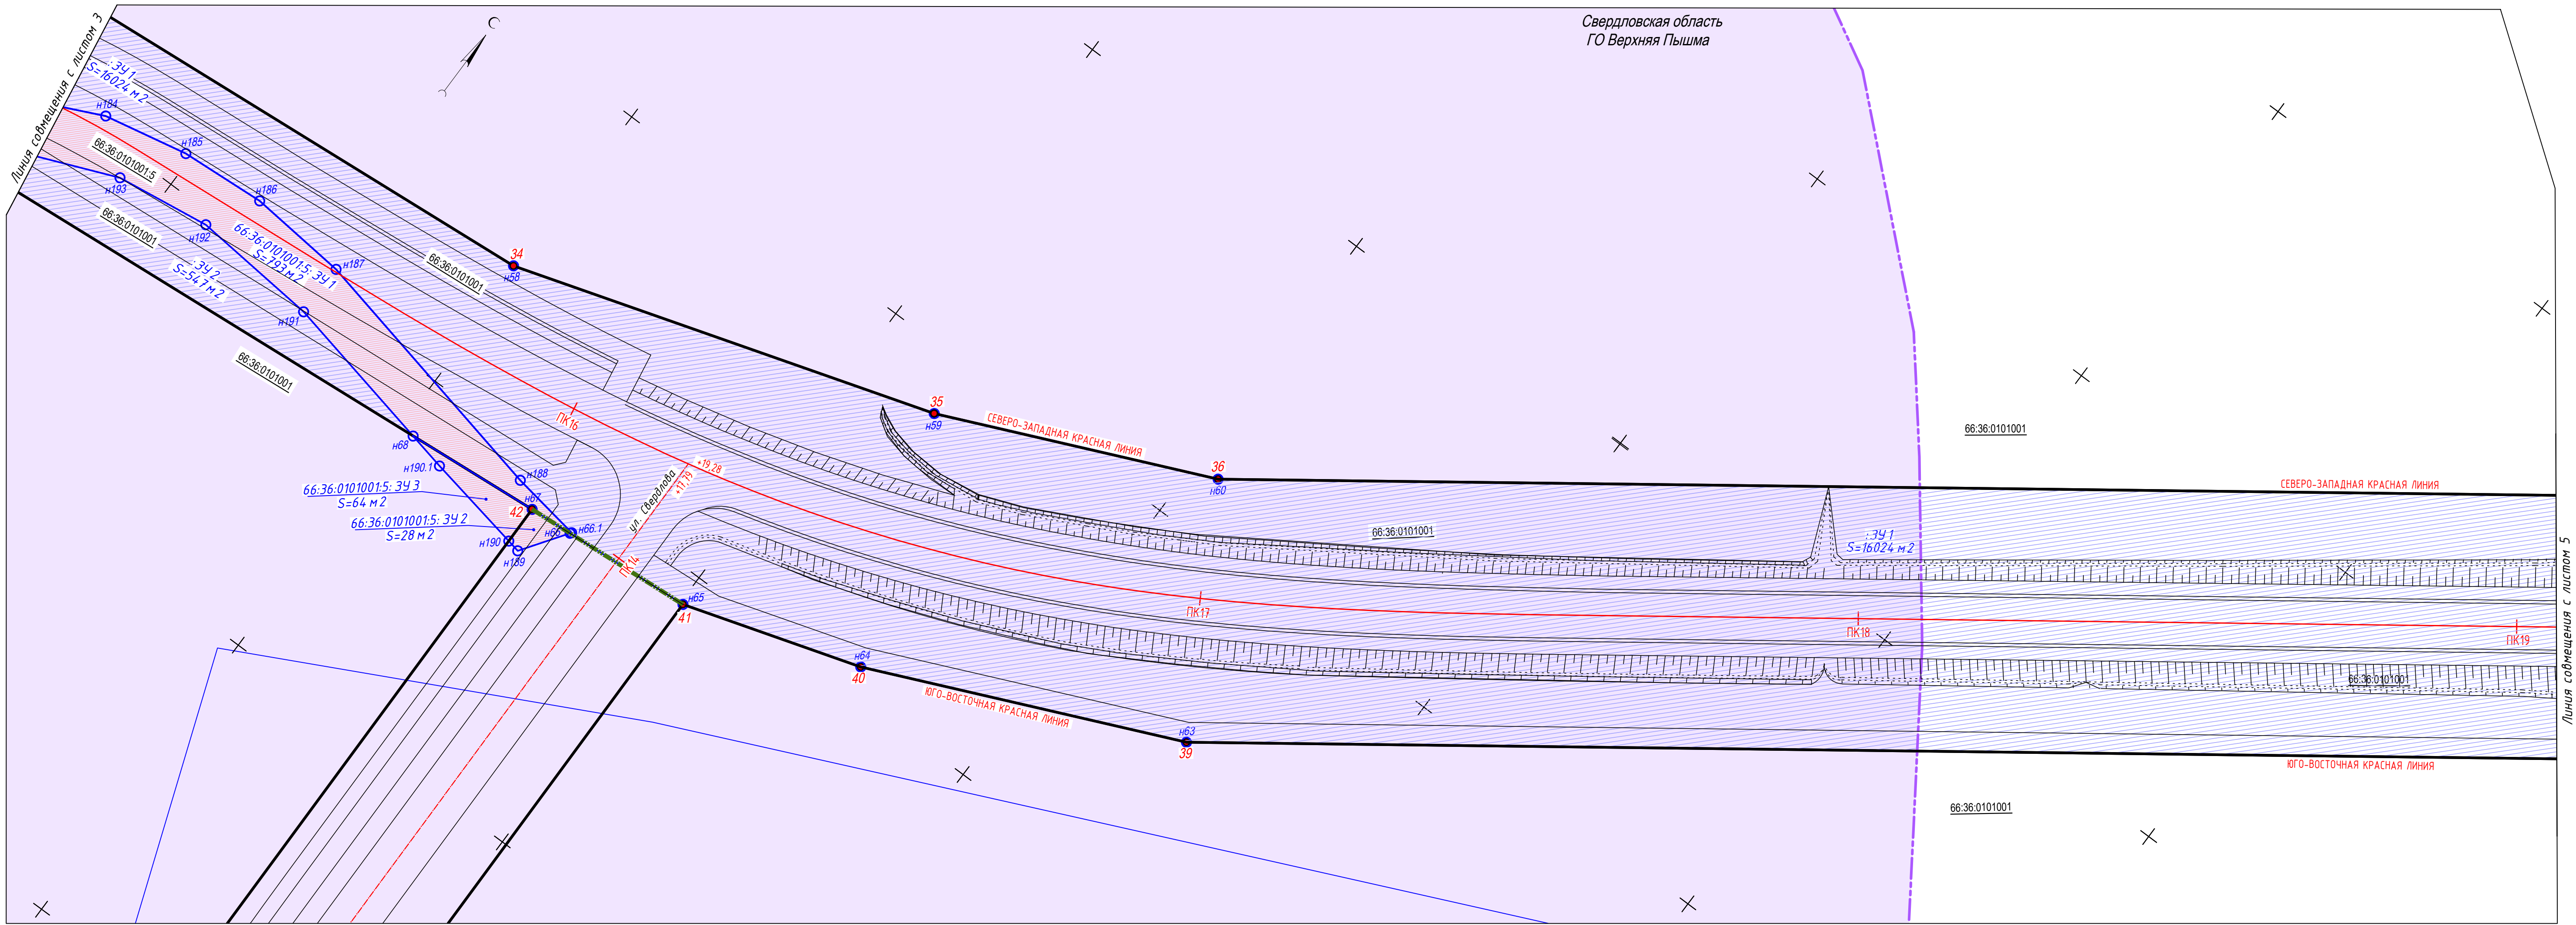 Свердловская область
ГО Верхняя Пышма
С
Линия совмещения с листом 3
:ЗУ1
S=16024 м2
н184
н185
66:36:0101001:5
н193
н186
66:36:0101001
н192
66:36:0101001:5: ЗУ1
S=793 м2
н187
:ЗУ2
S=547 м2
н191
66:36:0101001
34
н58
66:36:0101001
ПК16
35
н59
СЕВЕРО-ЗАПАДНАЯ КРАСНАЯ ЛИНИЯ
36
н60
66:36:0101001
СЕВЕРО-ЗАПАДНАЯ КРАСНАЯ ЛИНИЯ
н68
н190.1
н188
66:36:0101001:5: ЗУ3
S=64 м2
н67
42
66:36:0101001:5: ЗУ2
S=28 м2
н190
н189
н66
н66.1
ул. Свердлова
+19,28
+17,19
ПК14
н65
41
66:36:0101001
:ЗУ1
S=16024 м2
ПК17
ПК18
ПК19
н64
40
ЮГО-ВОСТОЧНАЯ КРАСНАЯ ЛИНИЯ
н63
39
66:36:0101001
ЮГО-ВОСТОЧНАЯ КРАСНАЯ ЛИНИЯ
66:36:0101001
Линия совмещения с листом 5